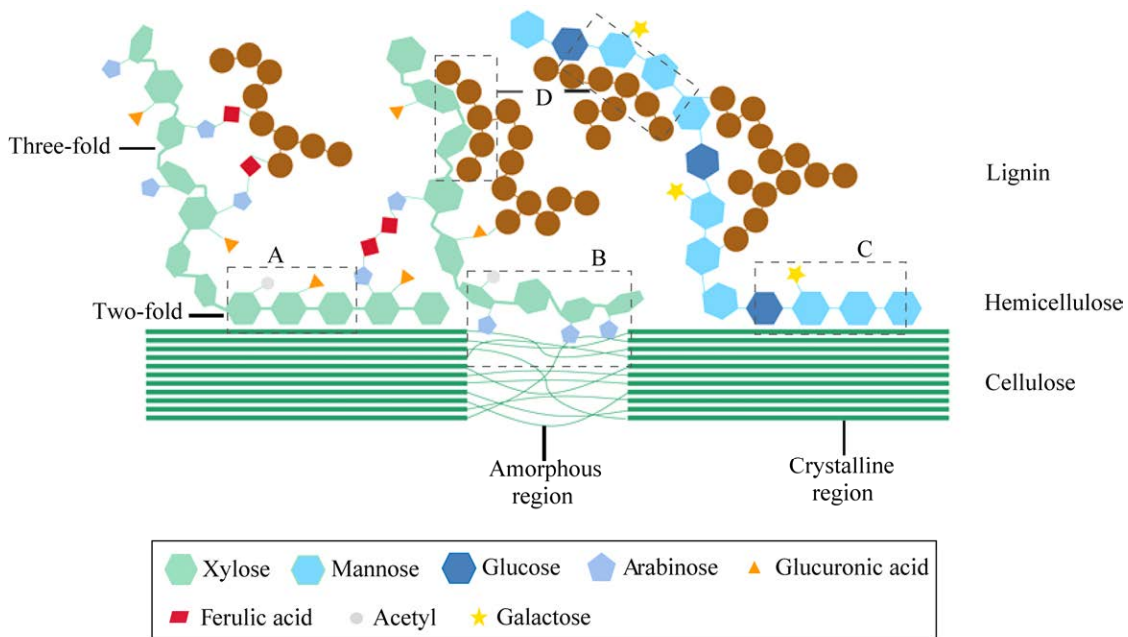 D
Three-fold
Lignin
A
B
C
Two-fold
Hemicellulose
Cellulose
Amorphous
region
Crystalline
region
Xylose
Mannose
Glucose
Arabinose
Glucuronic acid
Ferulic acid
Acetyl
Galactose